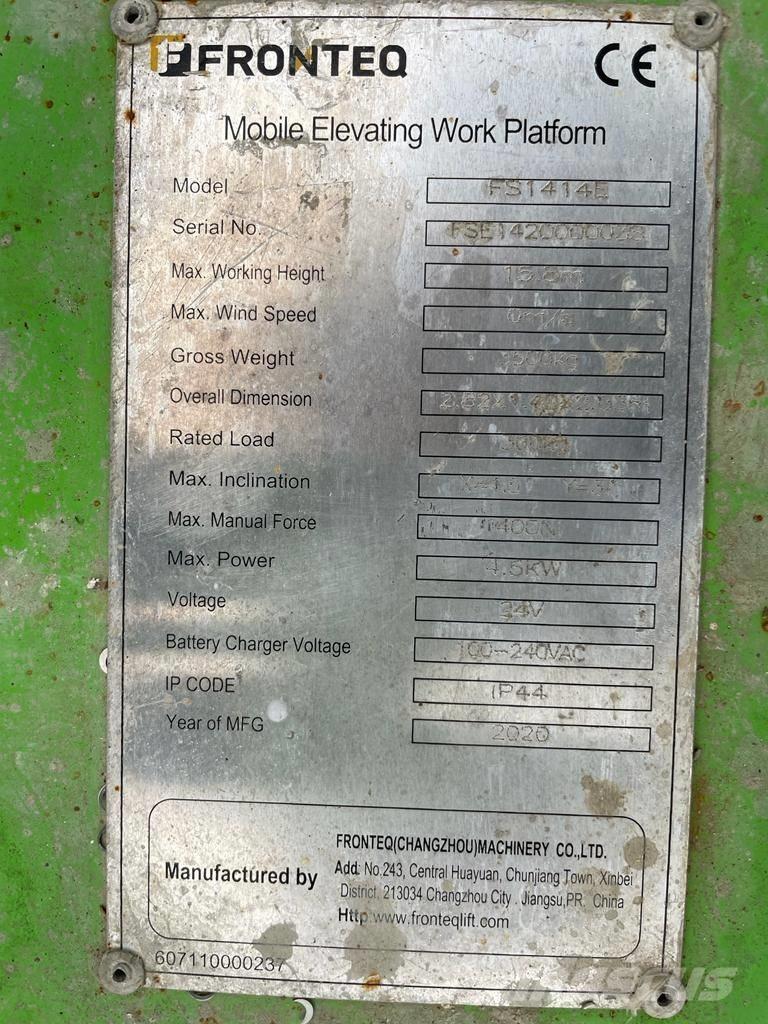 FRONTEQ CE
Mobile Elevating Work Platform
Model FS1414E
Serial No.
Max. Working Height
Max. Wind Speed
Gross Weight
Overall Dimension
Rated Load
Max. Inclination
Max. Manual Force 400N
Max. Power 4.5kW
Voltage 24V
Battery Charger Voltage 100~240VAC
IP CODE IP44
Year of MFG 2020
FRONTEQ(CHANGZHOU)MACHINERY CO.,LTD.
Manufactured by
Add: No.243, Central Huayuan, Chunjiang Town, Xinbei
District, 213034 Changzhou City . Jiangsu,PR. China
Http:www.fronteqlift.com
607110000237